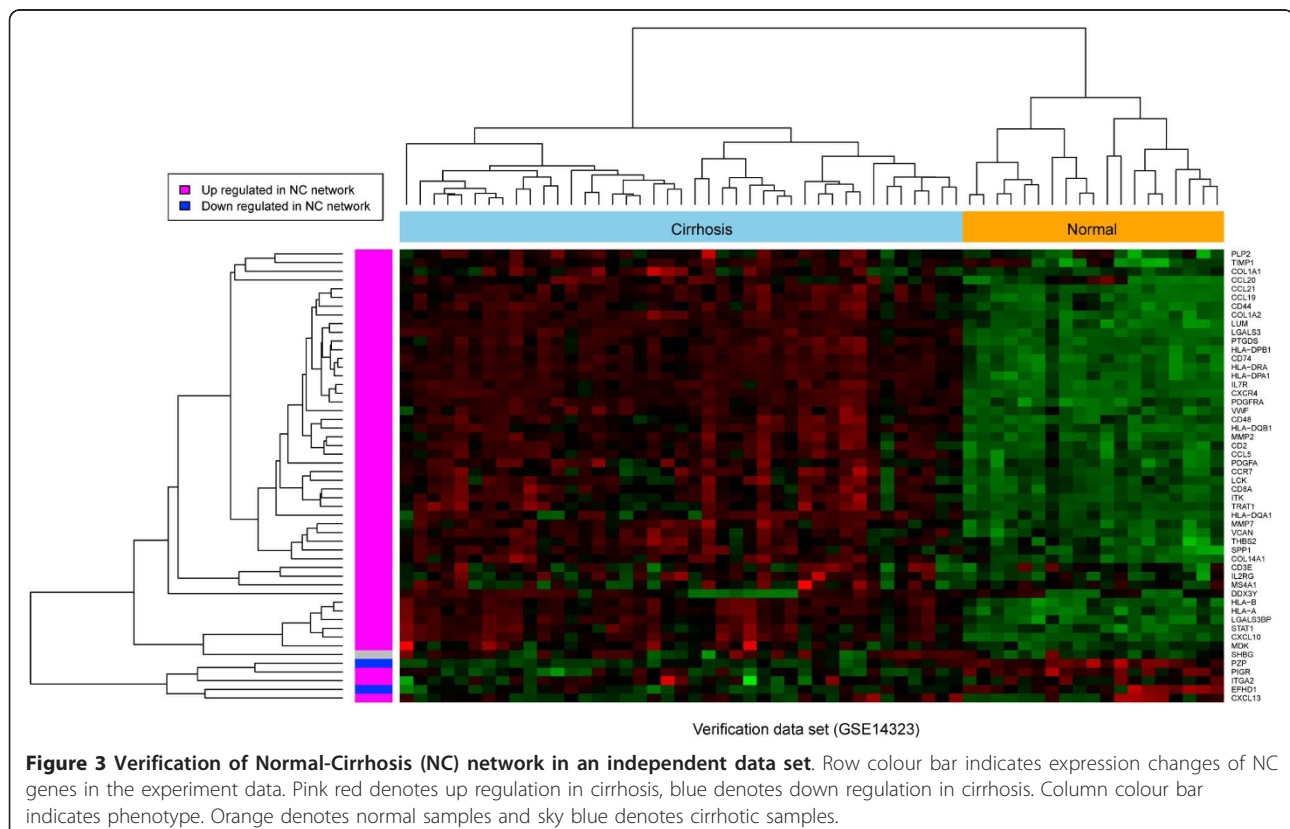 Up regulated in NC network
Down regulated in NC network
Cirrhosis
Normal
PLP2
TIMP1
COL1A1
CCL20
CCL21
CCL19
CD44
COL1A2
LUM
LGALS3
PTGDS
HLA-DPB1
CD74
HLA-DRA
HLA-DPA1
IL7R
CXCR4
PDGFRA
VWF
CD48
HLA-DQB1
MMP2
CD2
CCL5
PDGFA
CCR7
LCK
CD8A
ITK
TRAT1
HLA-DQA1
MMP7
VCAN
THBS2
SPP1
COL14A1
CD3E
IL2RG
MS4A1
DDX3Y
HLA-B
HLA-A
LGALS3BP
STAT1
CXCL10
MDK
SHBG
PZP
PIGR
ITGA2
EFHD1
CXCL13
Verification data set (GSE14323)
Figure 3 Verification of Normal-Cirrhosis (NC) network in an independent data set. Row colour bar indicates expression changes of NC
genes in the experiment data. Pink red denotes up regulation in cirrhosis, blue denotes down regulation in cirrhosis. Column colour bar
indicates phenotype. Orange denotes normal samples and sky blue denotes cirrhotic samples.